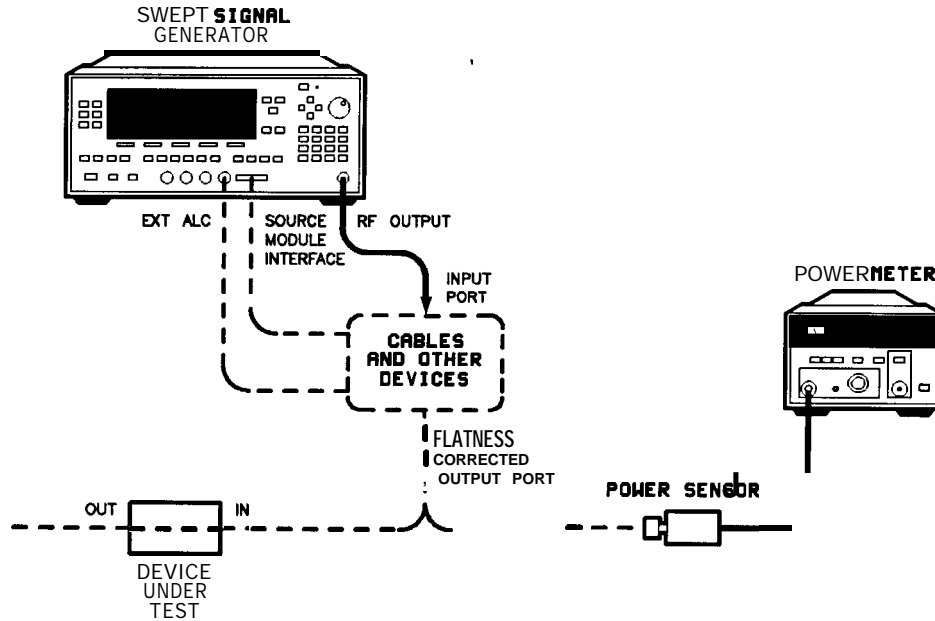 SWEPT SIGNAL
GENERATOR
EXT ALC
SOURCE
MODULE
INTERFACE
RF OUTPUT
INPUT
PORT
POWERMETER
CABLES
AND OTHER
DEVICES
FLATNESS
CORRECTED
OUTPUT PORT
POWER SENSOR
OUT
IN
DEVICE
UNDER
TEST